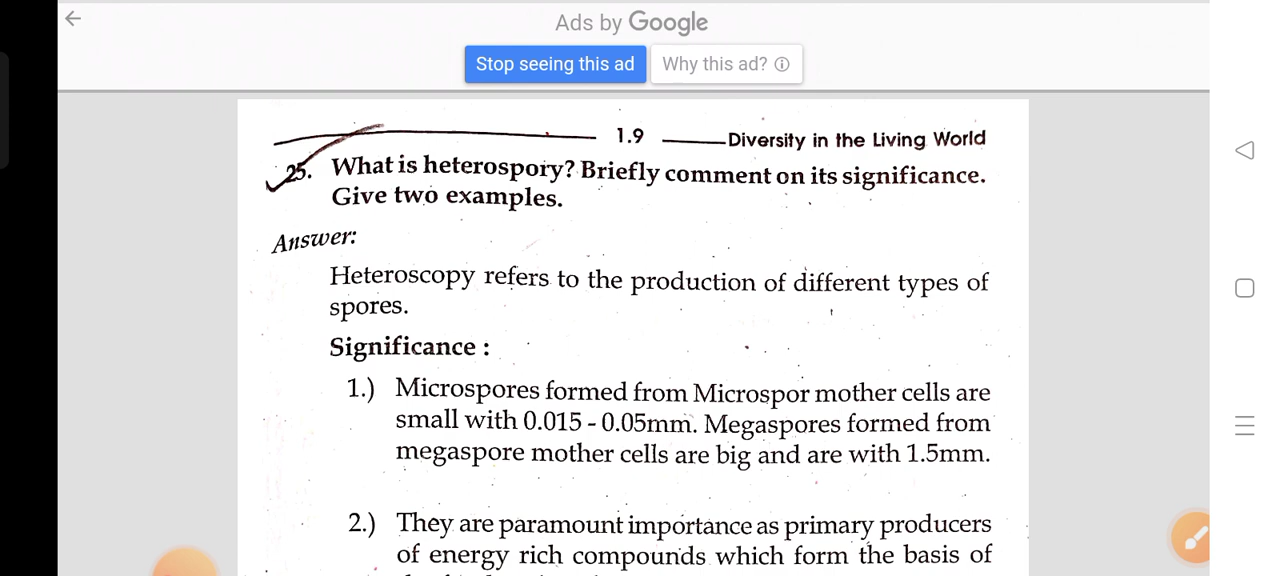 Ads by Google
Stop seeing this ad
Why this ad?
1.9
Diversity in the Living World
25. What is heterospory? Briefly comment on its significance.
Give two examples.
Answer:
Heteroscopy refers to the production of different types of
spores.
Significance :
1.) Microspores formed from Microspor mother cells are
small with 0.015 - 0.05mm. Megaspores formed from
megaspore mother cells are big and are with 1.5mm.
2.) They are paramount importance as primary producers
of energy rich compounds which form the basis of